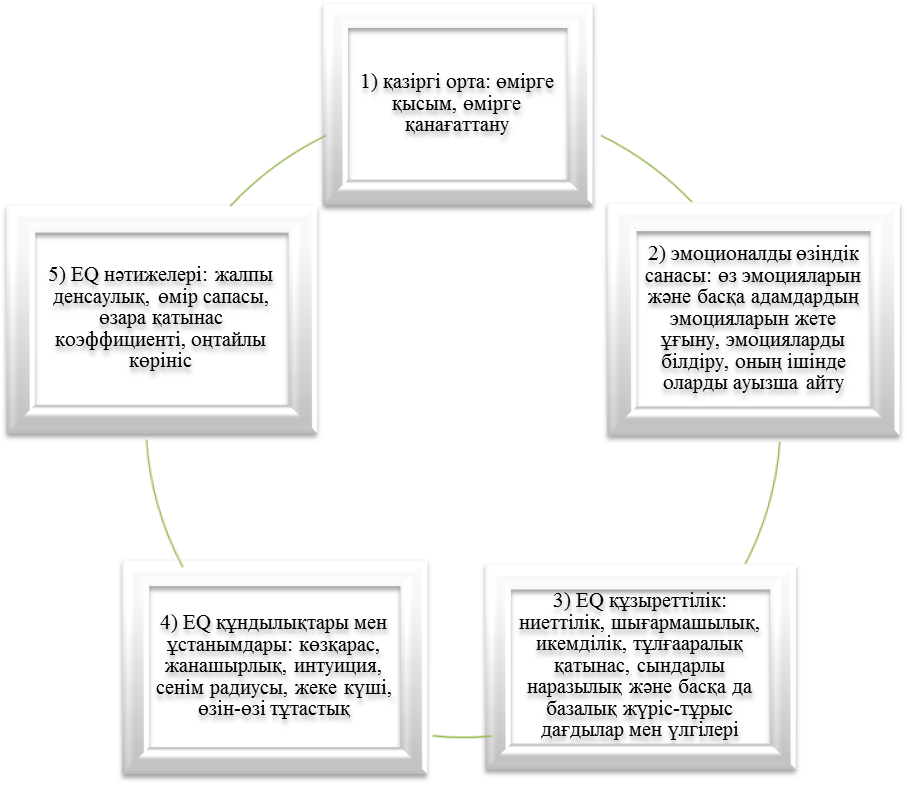 1) қазіргі орта: өмірге
қысым, өмірге
қанағаттану
2) эмоционалды өзіндік
санасы: өз эмоцияларын
және басқа адамдардың
эмоцияларын жете
ұғыну, эмоцияларды
білдіру, оның ішінде
оларды ауызша айту
3) EQ құзыреттілік:
ниеттілік, шығармашылық,
икемділік, тұлғааралық
қатынас, сындарлы
наразылық және басқа да
базалық жүріс-тұрыс
дағдылар мен үлгілері
4) EQ құндылықтары мен
ұстанымдары: көзқарас,
жанашырлық, интуиция,
сенім радиусы, жеке күші,
өзін-өзі тұтастық
5) EQ нәтижелері: жалпы
денсаулық, өмір сапасы,
өзара қатынас
коэффициенті, оңтайлы
көрініс